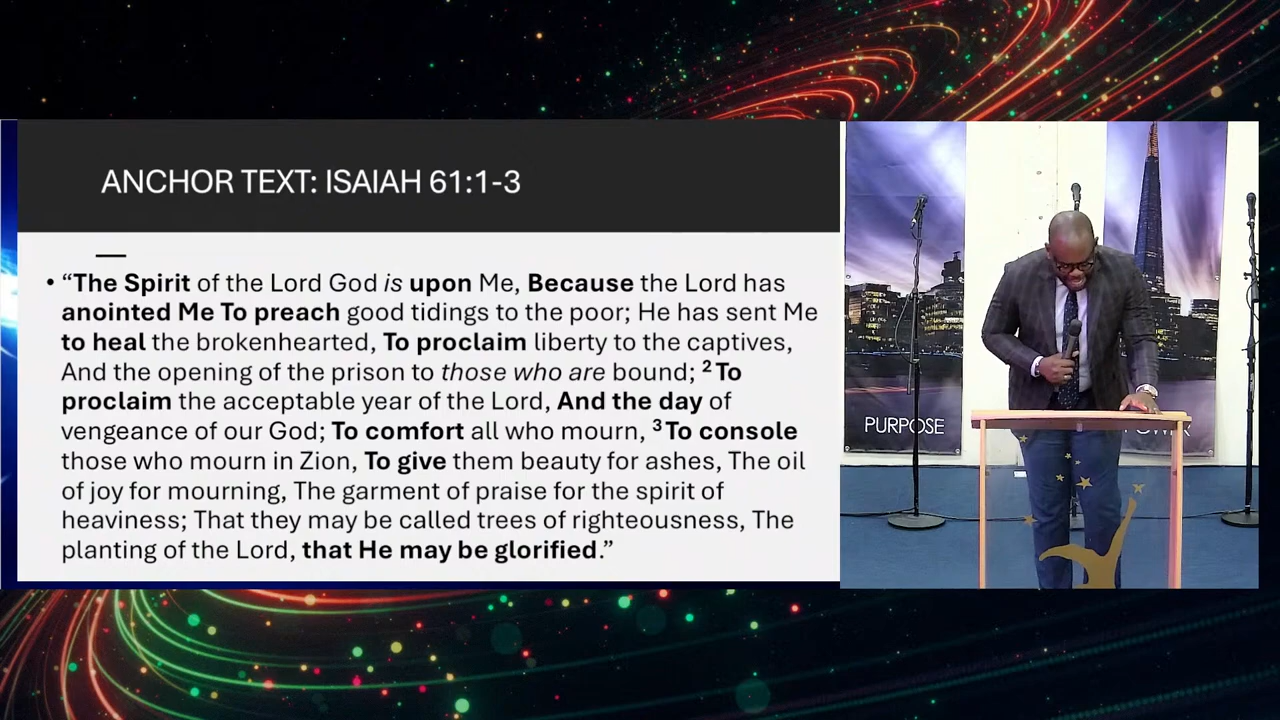 ANCHOR TEXT: ISAIAH 61:1-3
• “The Spirit of the Lord God is upon Me, Because the Lord has
anointed Me To preach good tidings to the poor; He has sent Me
to heal the brokenhearted, To proclaim liberty to the captives,
And the opening of the prison to those who are bound; ² To
proclaim the acceptable year of the Lord, And the day of
vengeance of our God; To comfort all who mourn, ³ To console
those who mourn in Zion, To give them beauty for ashes, The oil
of joy for mourning, The garment of praise for the spirit of
heaviness; That they may be called trees of righteousness, The
planting of the Lord, that He may be glorified.”
PURPOSE